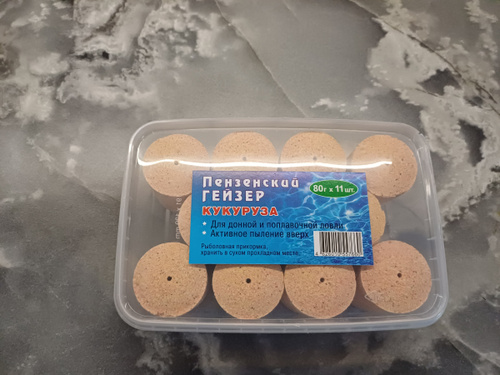 Пензенский
ГЕЙЗЕР
КУКУРУЗА
80г х 11шт.
Для донной и поплавочной ловли
Активное пыление вверх
Рыболовная прикормка.
хранить в сухом прохладном месте.